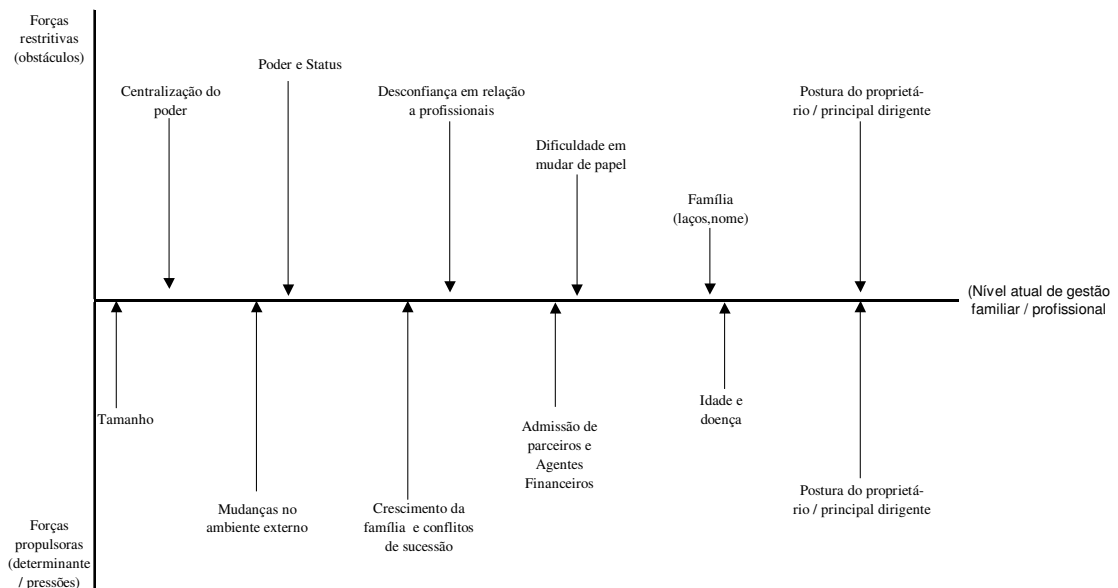 Forças
restritivas
(obstáculos)
Poder e Status
Centralização do
poder
Desconfiança em relação
a profissionais
Postura do proprietá-
rio / principal dirigente
Dificuldade em
mudar de papel
Família
(laços,nome)
(Nível atual de gestão
familiar / profissional
Tamanho
Idade e
doença
Admissão de
parceiros e
Agentes
Financeiros
Mudanças no
ambiente externo
Crescimento da
família e conflitos
de sucessão
Postura do proprietá-
rio / principal dirigente
Forças
propulsoras
(determinante
/ pressões)